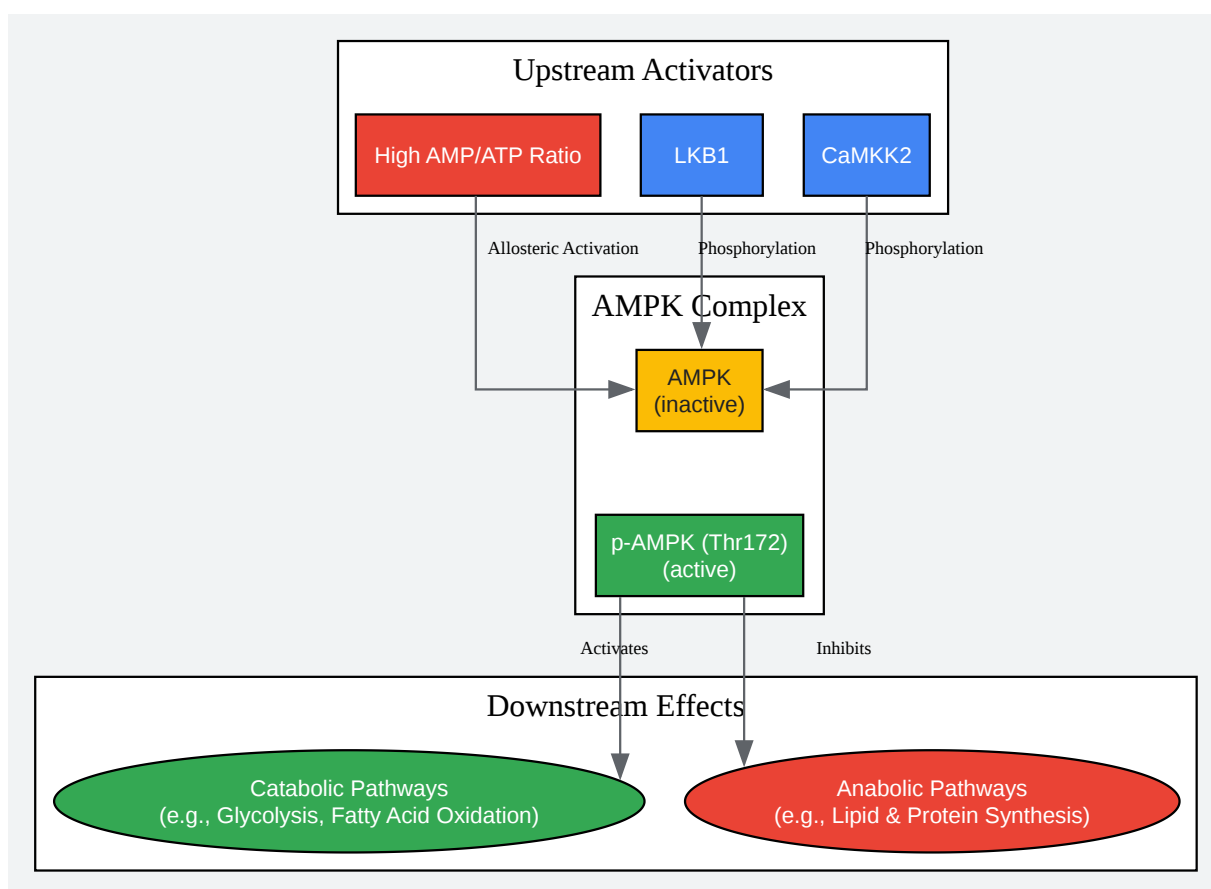 Upstream Activators
High AMP/ATP Ratio
LKB1
CaMKK2
Allosteric Activation
Phosphorylation
Phosphorylation
AMPK Complex
AMPK
(inactive)
p-AMPK (Thr172)
(active)
Activates
Inhibits
Downstream Effects
Catabolic Pathways
(e.g., Glycolysis, Fatty Acid Oxidation)
Anabolic Pathways
(e.g., Lipid & Protein Synthesis)